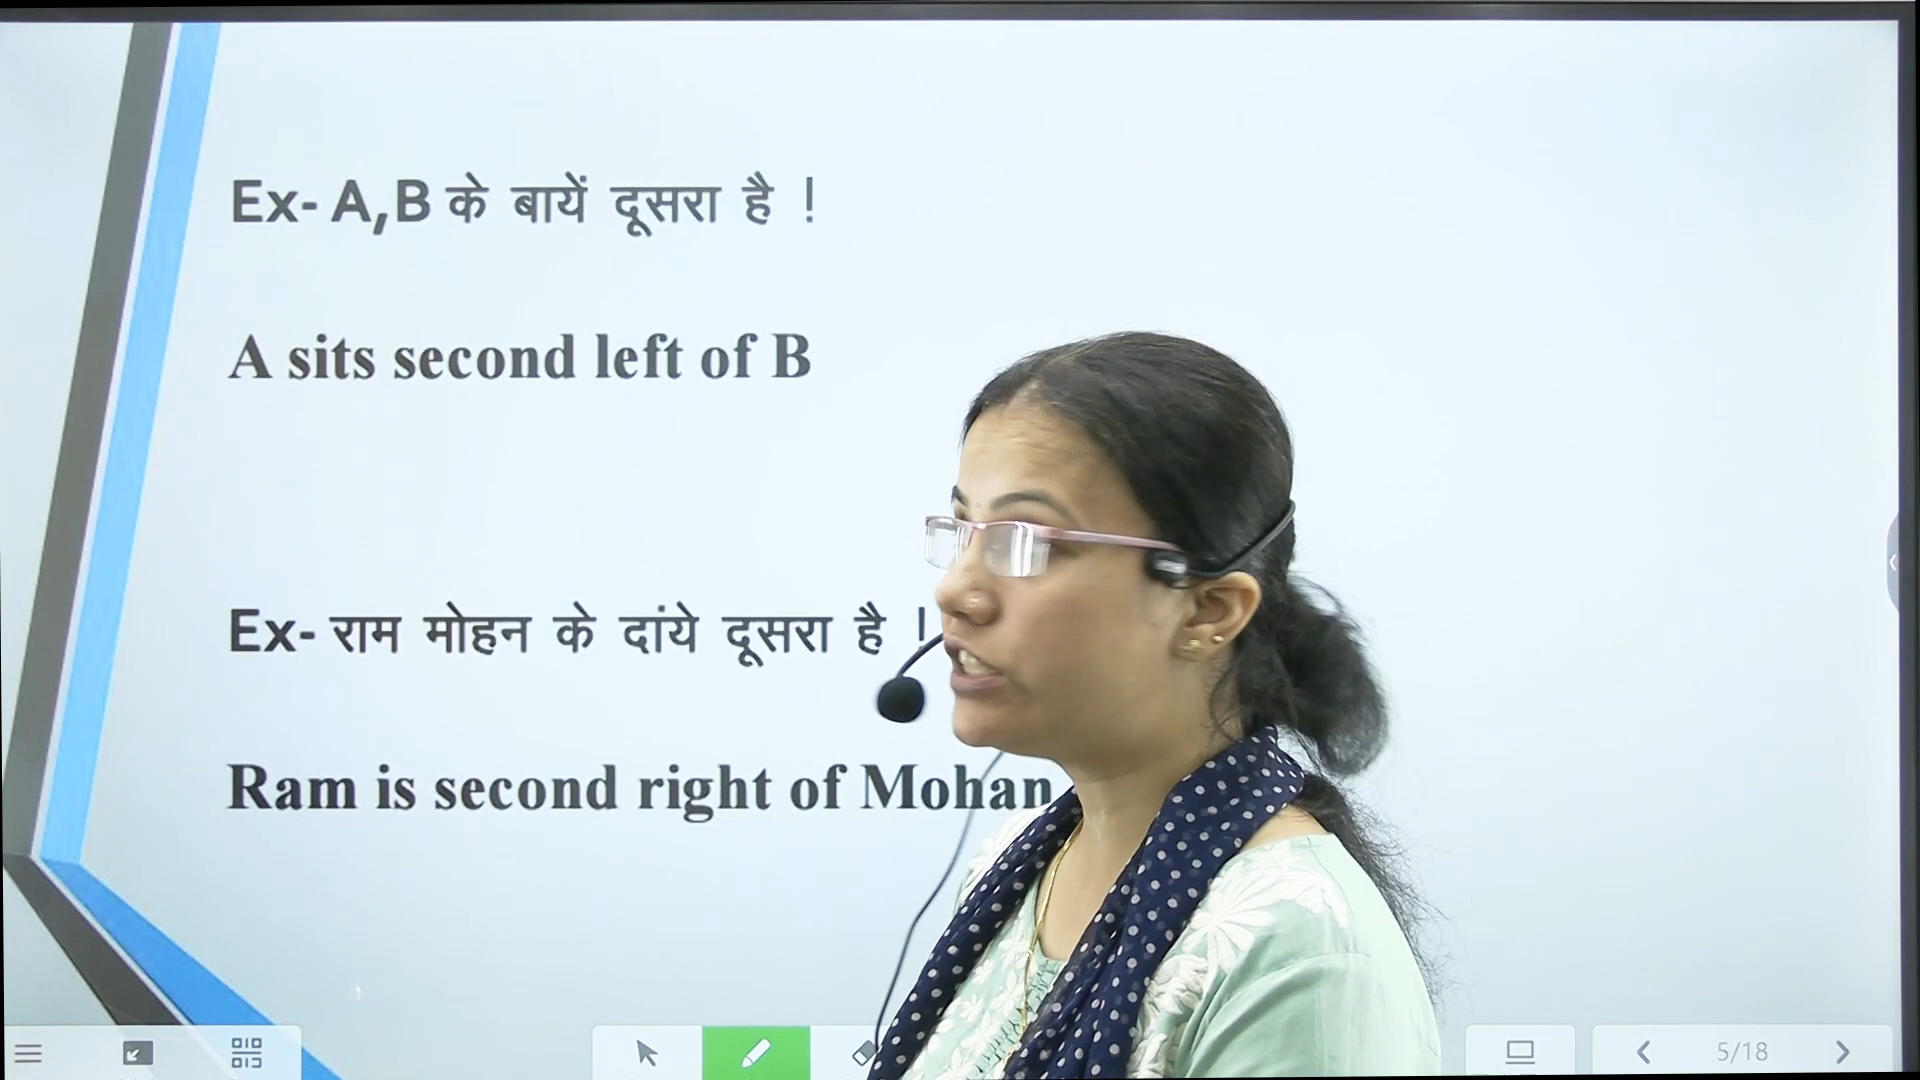 Ex- A,B के बायें दूसरा है !
A sits second left of B
Ex- राम मोहन के दांये दूसरा है !
Ram is second right of Mohan
5/18